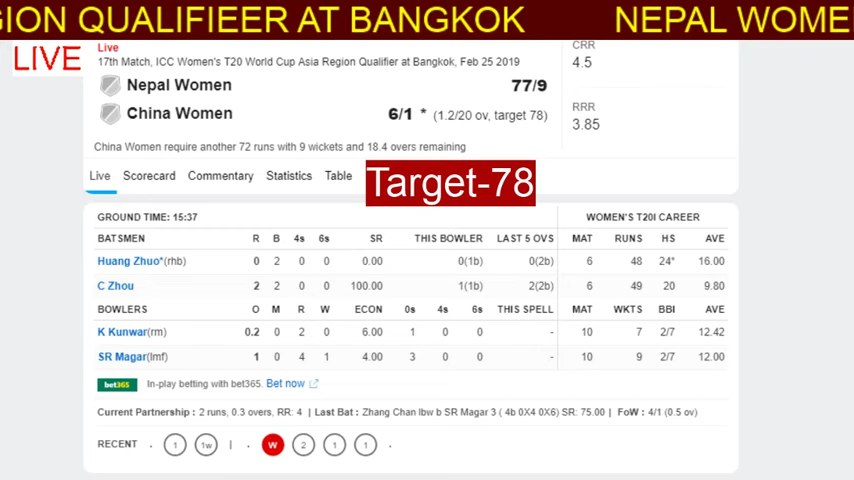 GION QUALIFIEER AT BANGKOK NEPAL WOME
LIVE
Live
17th Match, ICC Women's T20 World Cup Asia Region Qualifier at Bangkok, Feb 25 2019
Nepal Women 77/9
China Women 6/1 * (1.2/20 ov, target 78)
China Women require another 72 runs with 9 wickets and 18.4 overs remaining
CRR
4.5
RRR
3.85
Live Scorecard Commentary Statistics Table
Target-78
GROUND TIME: 15:37 WOMEN'S T20I CAREER
BATSMEN R B 4s 6s SR THIS BOWLER LAST 5 OVS MAT RUNS HS AVE
Huang Zhuo*(rhb) 0 2 0 0 0.00 0(1b) 0(2b) 6 48 24* 16.00
C Zhou 2 2 0 0 100.00 1(1b) 2(2b) 6 49 20 9.80
BOWLERS O M R W ECON 0s 4s 6s THIS SPELL MAT WKTS BBI AVE
K Kunwar(rm) 0.2 0 2 0 6.00 1 0 0 - 10 7 2/7 12.42
SR Magar(lmf) 1 0 4 1 4.00 3 0 0 - 10 9 2/7 12.00
bet365 In-play betting with bet365. Bet now
Current Partnership : 2 runs, 0.3 overs, RR: 4 | Last Bat : Zhang Chan lbw b SR Magar 3 ( 4b 0X4 0X6) SR: 75.00 | FoW : 4/1 (0.5 ov)
RECENT . 1 1w | . W 2 1 1 .